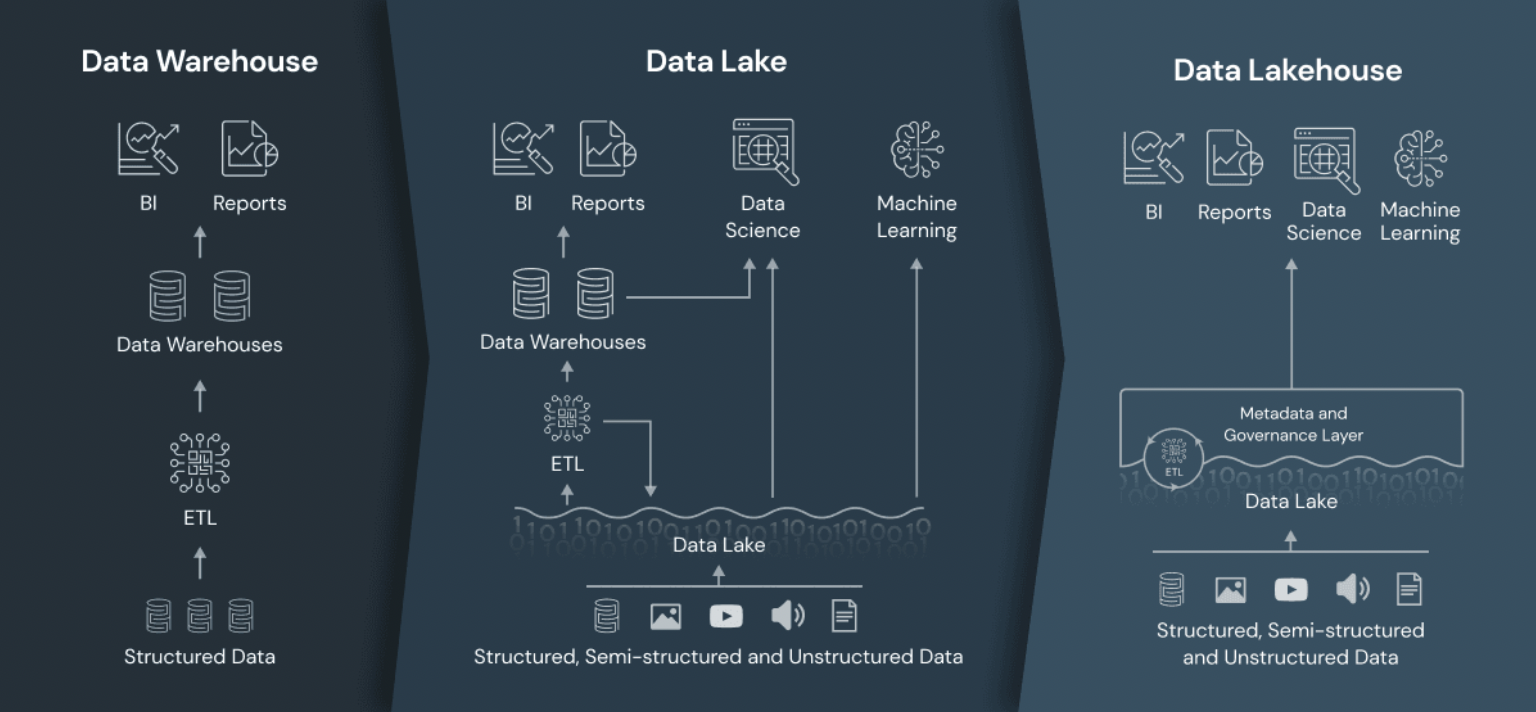 Data Warehouse
BI
Reports
Data Warehouses
ETL
Structured Data
Data Lake
BI
Reports
Data
Science
Machine
Learning
Data Warehouses
ETL
Data Lake
Structured, Semi-structured and Unstructured Data
Data Lakehouse
BI
Reports
Data
Science
Machine
Learning
Metadata and
Governance Layer
ETL
Data Lake
Structured, Semi-structured
and Unstructured Data